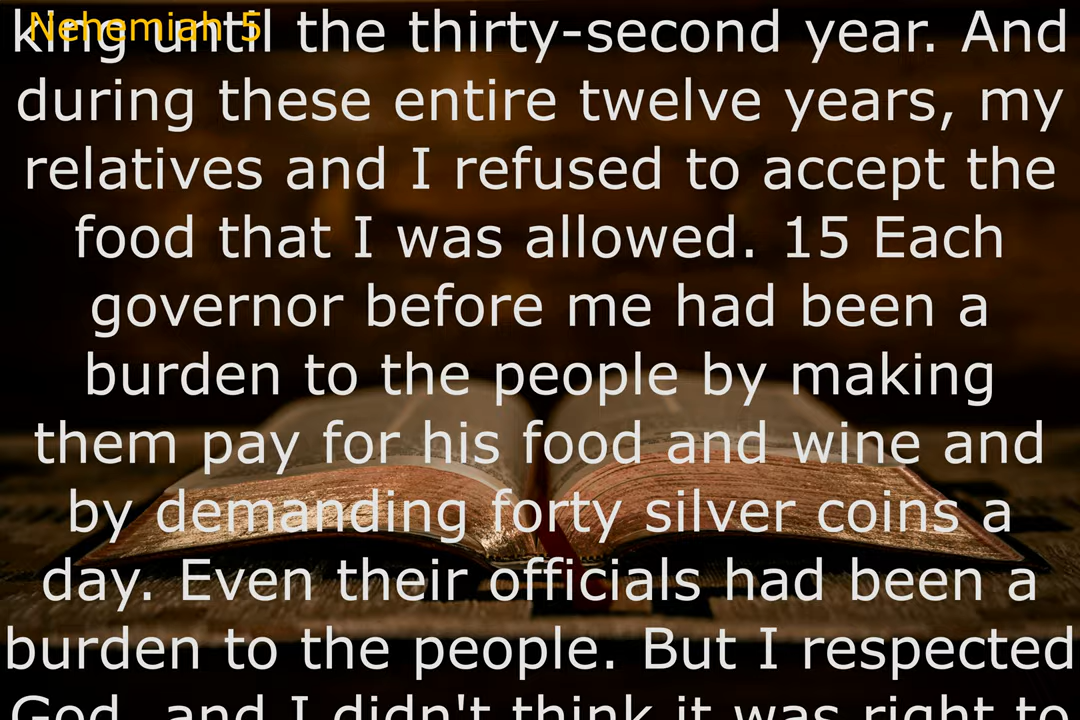 Nehemiah 5
king until the thirty-second year. And
during these entire twelve years, my
relatives and I refused to accept the
food that I was allowed. 15 Each
governor before me had been a
burden to the people by making
them pay for his food and wine and
by demanding forty silver coins a
day. Even their officials had been a
burden to the people. But I respected
God, and I didn't think it was right to